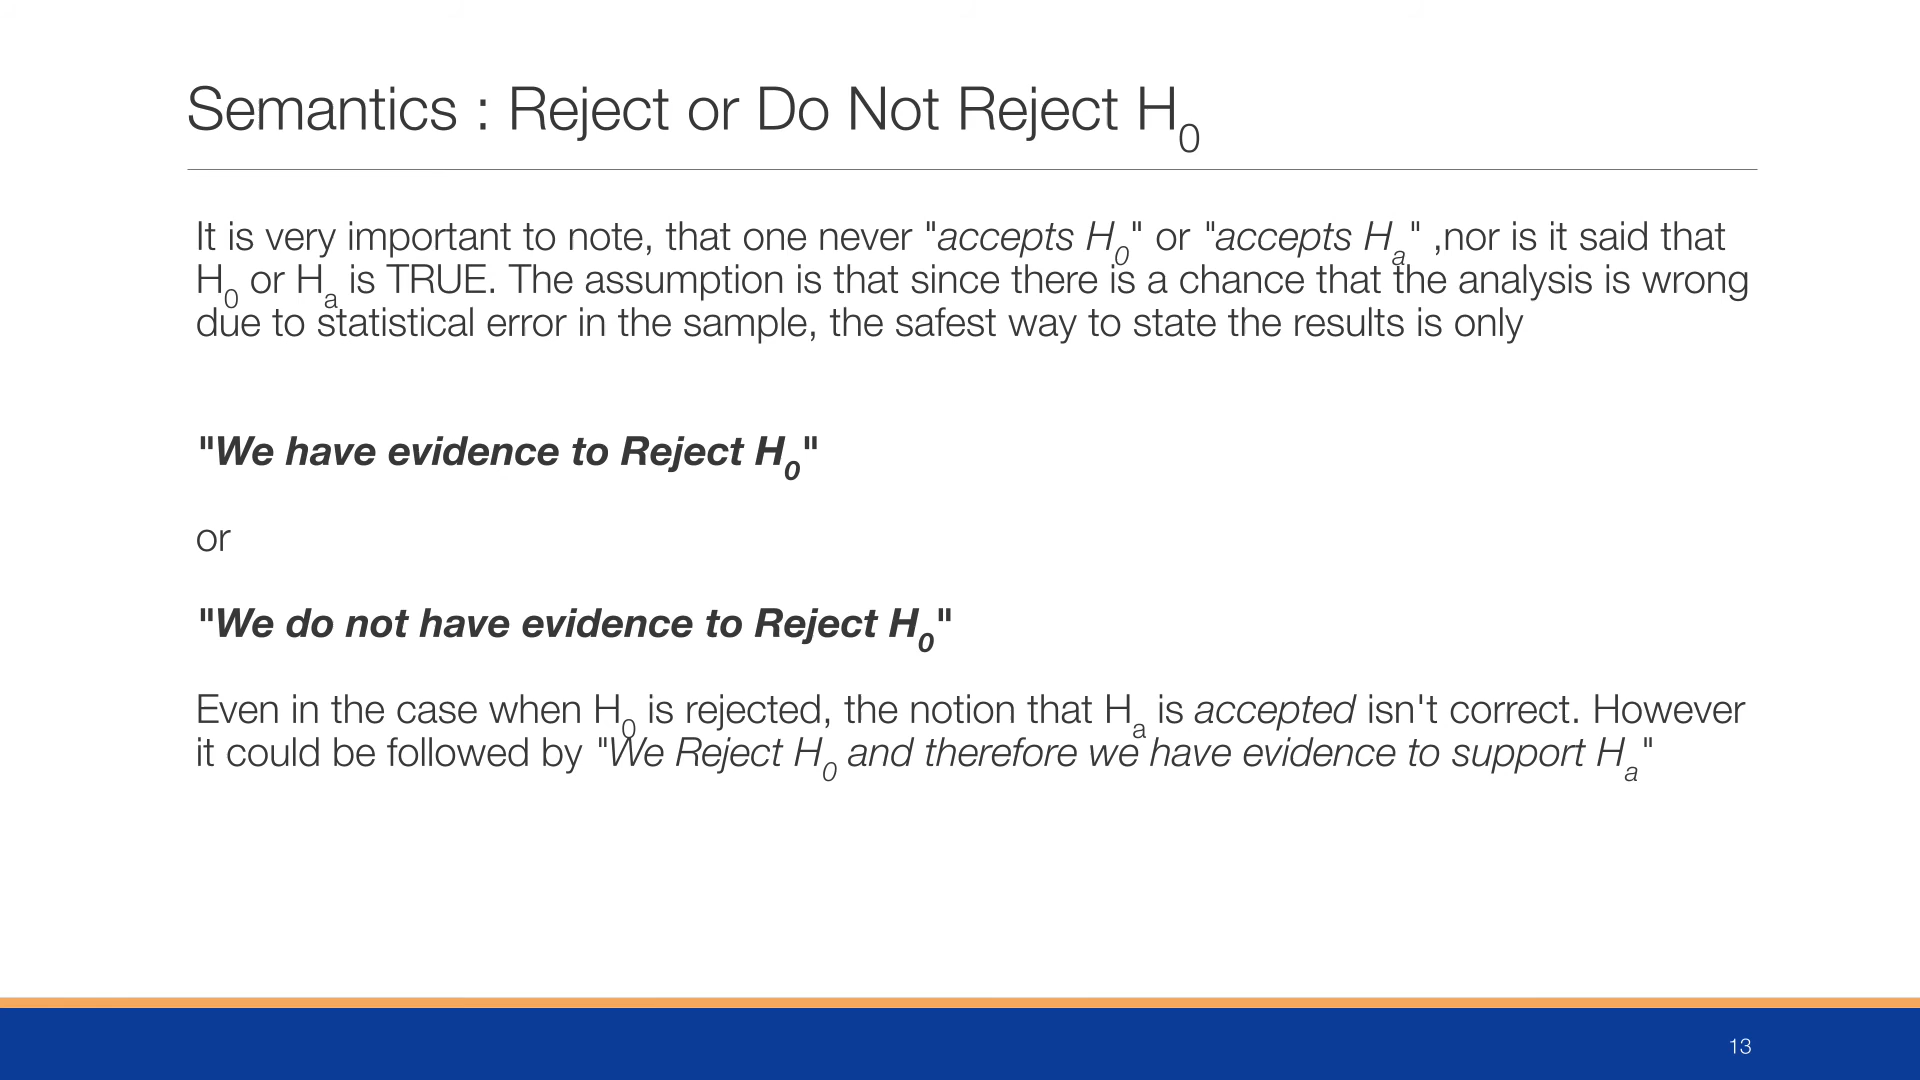 Semantics : Reject or Do Not Reject H₀
It is very important to note, that one never "accepts H₀" or "accepts Hₐ" ,nor is it said that
H₀ or Hₐ is TRUE. The assumption is that since there is a chance that the analysis is wrong
due to statistical error in the sample, the safest way to state the results is only
"We have evidence to Reject H₀"
or
"We do not have evidence to Reject H₀"
Even in the case when H₀ is rejected, the notion that Hₐ is accepted isn't correct. However
it could be followed by "We Reject H₀ and therefore we have evidence to support Hₐ"
13